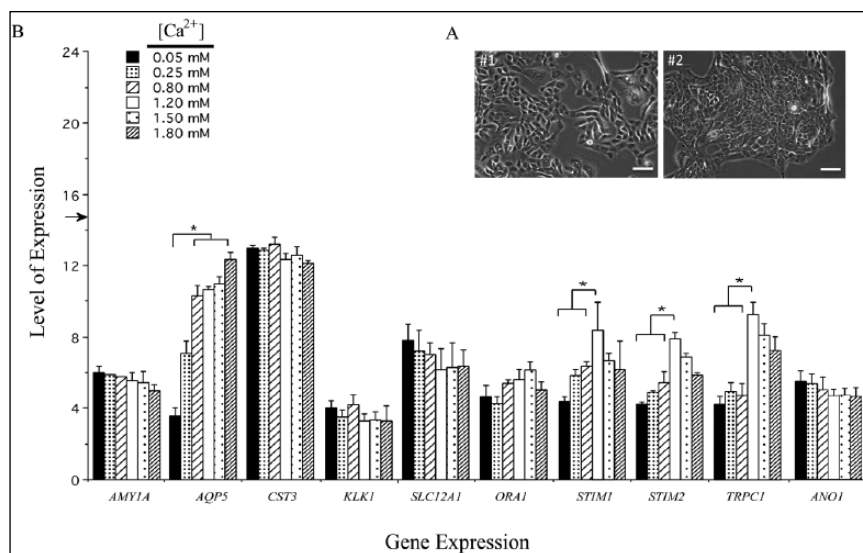 B
[Ca²⁺]
0.05 mM
0.25 mM
0.80 mM
1.20 mM
1.50 mM
1.80 mM
A
#1
#2
Level of Expression
24
22
20
18
16
12
8
4
0
*
*
*
*
AMY1A AQP5 CST3 KLK1 SLC12A1 ORA1 STIM1 STIM2 TRPC1 ANO1
Gene Expression